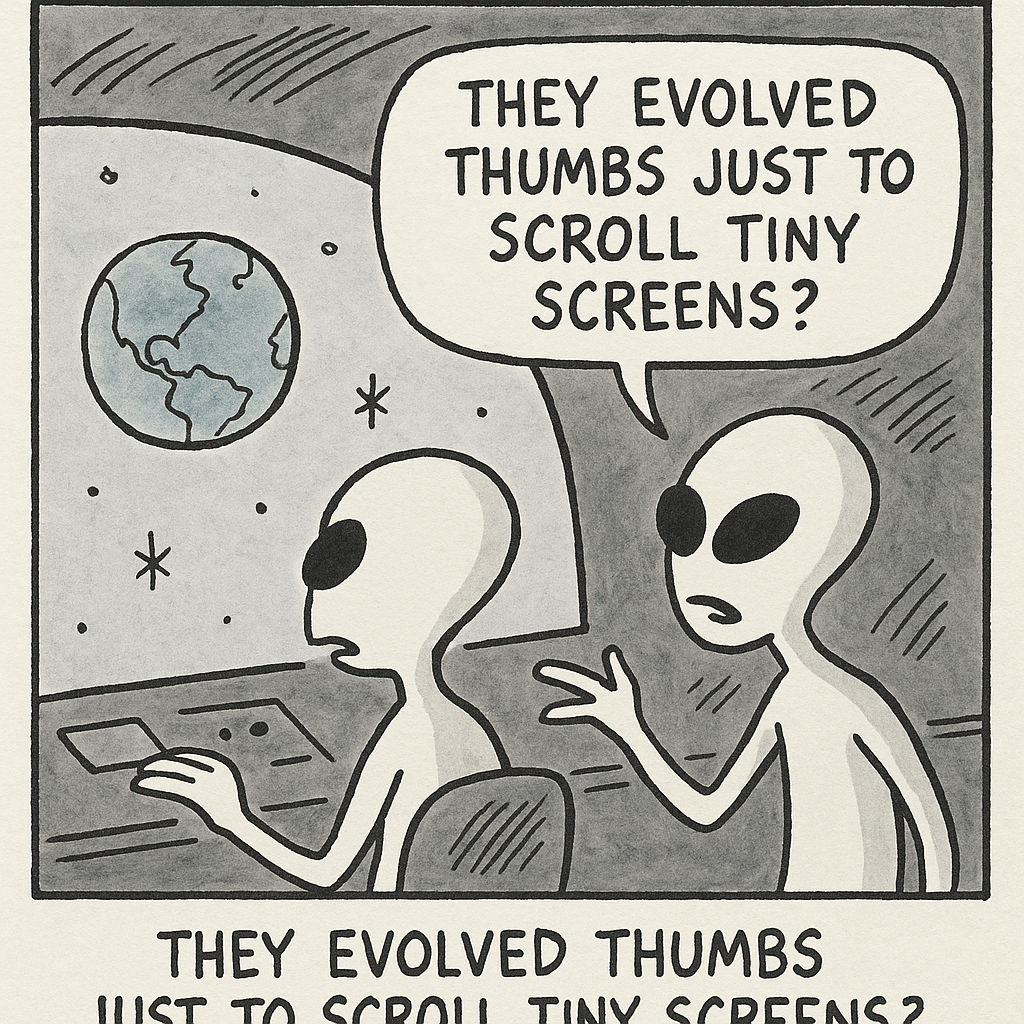 THEY EVOLVED
THUMBS JUST TO
SCROLL TINY
SCREENS?
THEY EVOLVED THUMBS
JUST TO SCROLL TINY SCREENS?